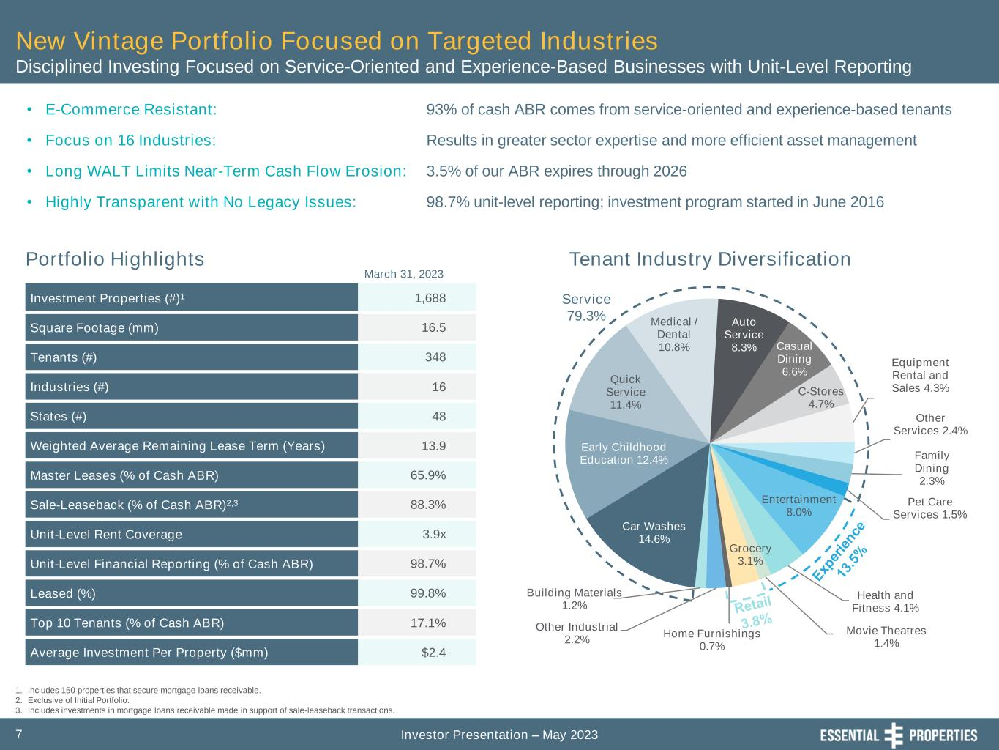 New Vintage Portfolio Focused on Targeted Industries
Disciplined Investing Focused on Service-Oriented and Experience-Based Businesses with Unit-Level Reporting
• E-Commerce Resistant: 93% of cash ABR comes from service-oriented and experience-based tenants
• Focus on 16 Industries: Results in greater sector expertise and more efficient asset management
• Long WALT Limits Near-Term Cash Flow Erosion: 3.5% of our ABR expires through 2026
• Highly Transparent with No Legacy Issues: 98.7% unit-level reporting; investment program started in June 2016
Portfolio Highlights
March 31, 2023
Investment Properties (#)1 1,688
Square Footage (mm) 16.5
Tenants (#) 348
Industries (#) 16
States (#) 48
Weighted Average Remaining Lease Term (Years) 13.9
Master Leases (% of Cash ABR) 65.9%
Sale-Leaseback (% of Cash ABR)2,3 88.3%
Unit-Level Rent Coverage 3.9x
Unit-Level Financial Reporting (% of Cash ABR) 98.7%
Leased (%) 99.8%
Top 10 Tenants (% of Cash ABR) 17.1%
Average Investment Per Property ($mm) $2.4
Tenant Industry Diversification
Service
79.3%
Medical /
Dental
10.8%
Auto
Service
8.3%
Casual
Dining
6.6%
C-Stores
4.7%
Equipment
Rental and
Sales 4.3%
Other
Services 2.4%
Family
Dining
2.3%
Pet Care
Services 1.5%
Quick
Service
11.4%
Early Childhood
Education 12.4%
Car Washes
14.6%
Entertainment
8.0%
Experience
13.5%
Grocery
3.1%
Health and
Fitness 4.1%
Movie Theatres
1.4%
Retail
3.8%
Home Furnishings
0.7%
Building Materials
1.2%
Other Industrial
2.2%
1. Includes 150 properties that secure mortgage loans receivable.
2. Exclusive of Initial Portfolio.
3. Includes investments in mortgage loans receivable made in support of sale-leaseback transactions.
7
Investor Presentation – May 2023
ESSENTIAL PROPERTIES